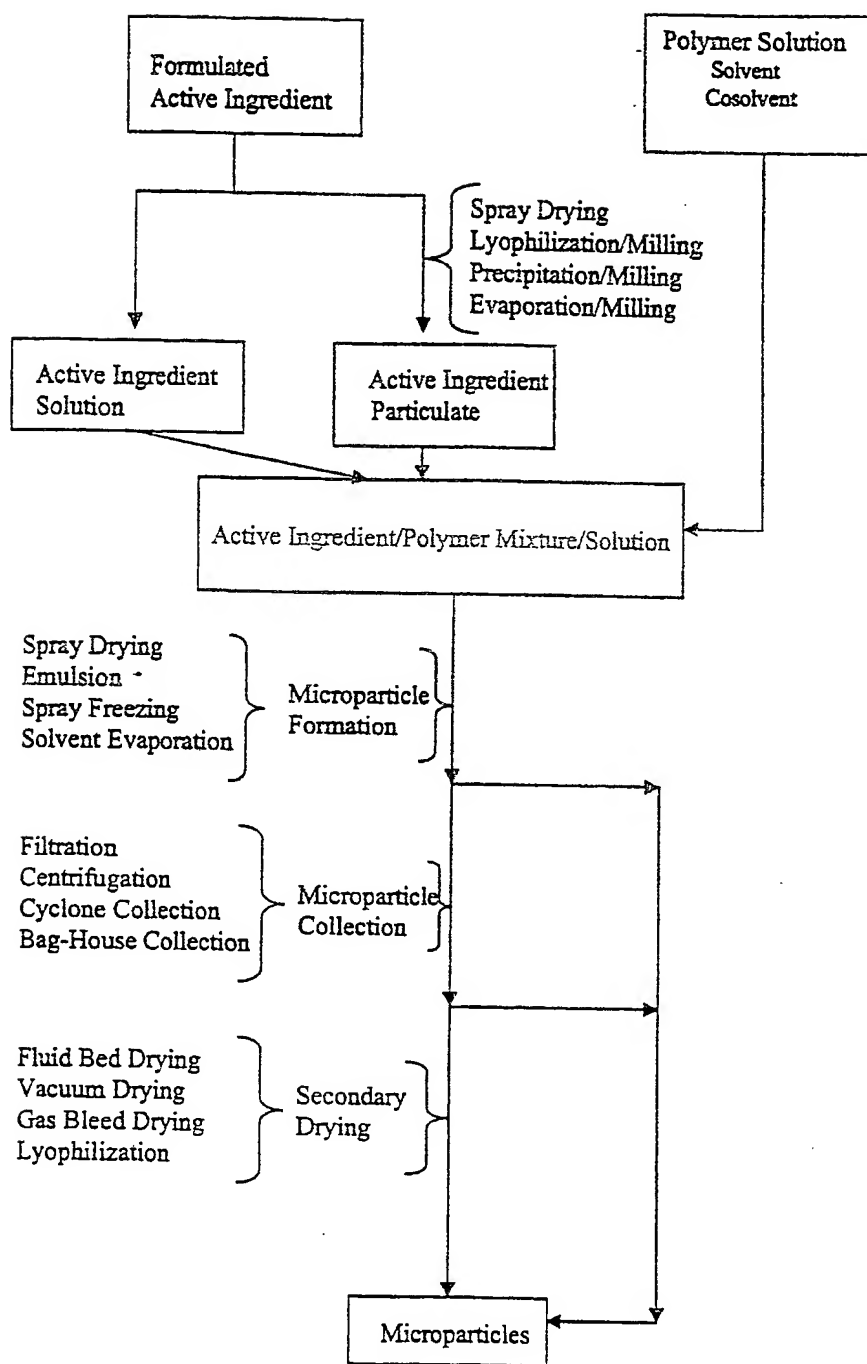 Formulated
Active Ingredient
Polymer Solution
Solvent
Cosolvent
Spray Drying
Lyophilization/Milling
Precipitation/Milling
Evaporation/Milling
Active Ingredient
Solution
Active Ingredient
Particulate
Active Ingredient/Polymer Mixture/Solution
Spray Drying
Emulsion
Spray Freezing
Solvent Evaporation
Microparticle
Formation
Filtration
Centrifugation
Cyclone Collection
Bag-House Collection
Microparticle
Collection
Fluid Bed Drying
Vacuum Drying
Gas Bleed Drying
Lyophilization
Secondary
Drying
Microparticles